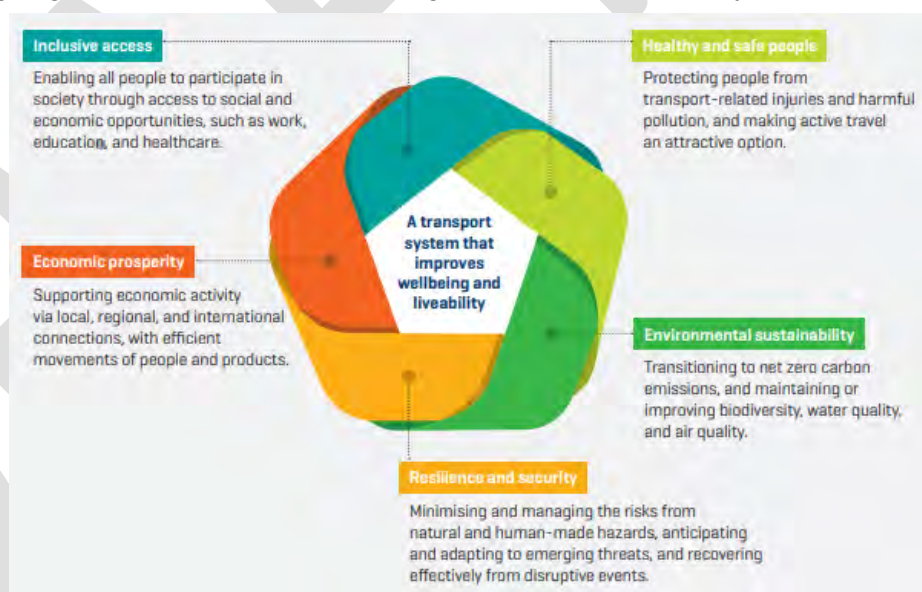 Inclusive access
Enabling all people to participate in
society through access to social and
economic opportunities, such as work,
education, and healthcare.
Healthy and safe people
Protecting people from
transport-related injuries and harmful
pollution, and making active travel
an attractive option.
A transport
system that
improves
wellbeing and
liveability
Economic prosperity
Supporting economic activity
via local, regional, and international
connections, with efficient
movements of people and products.
Environmental sustainability
Transitioning to net zero carbon
emissions, and maintaining or
improving biodiversity, water quality,
and air quality.
Resilience and security
Minimising and managing the risks from
natural and human-made hazards, anticipating
and adapting to emerging threats, and recovering
effectively from disruptive events.